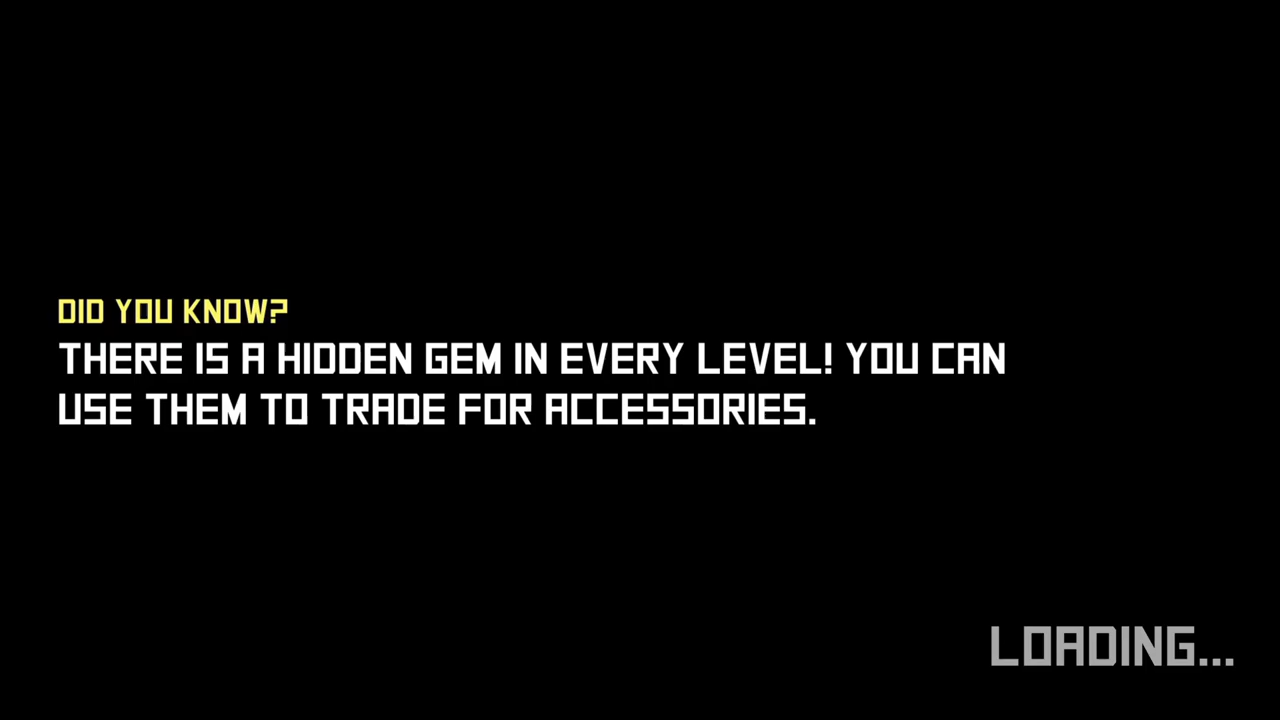 DID YOU KNOW?
THERE IS A HIDDEN GEM IN EVERY LEVEL! YOU CAN
USE THEM TO TRADE FOR ACCESSORIES.
LOADING...